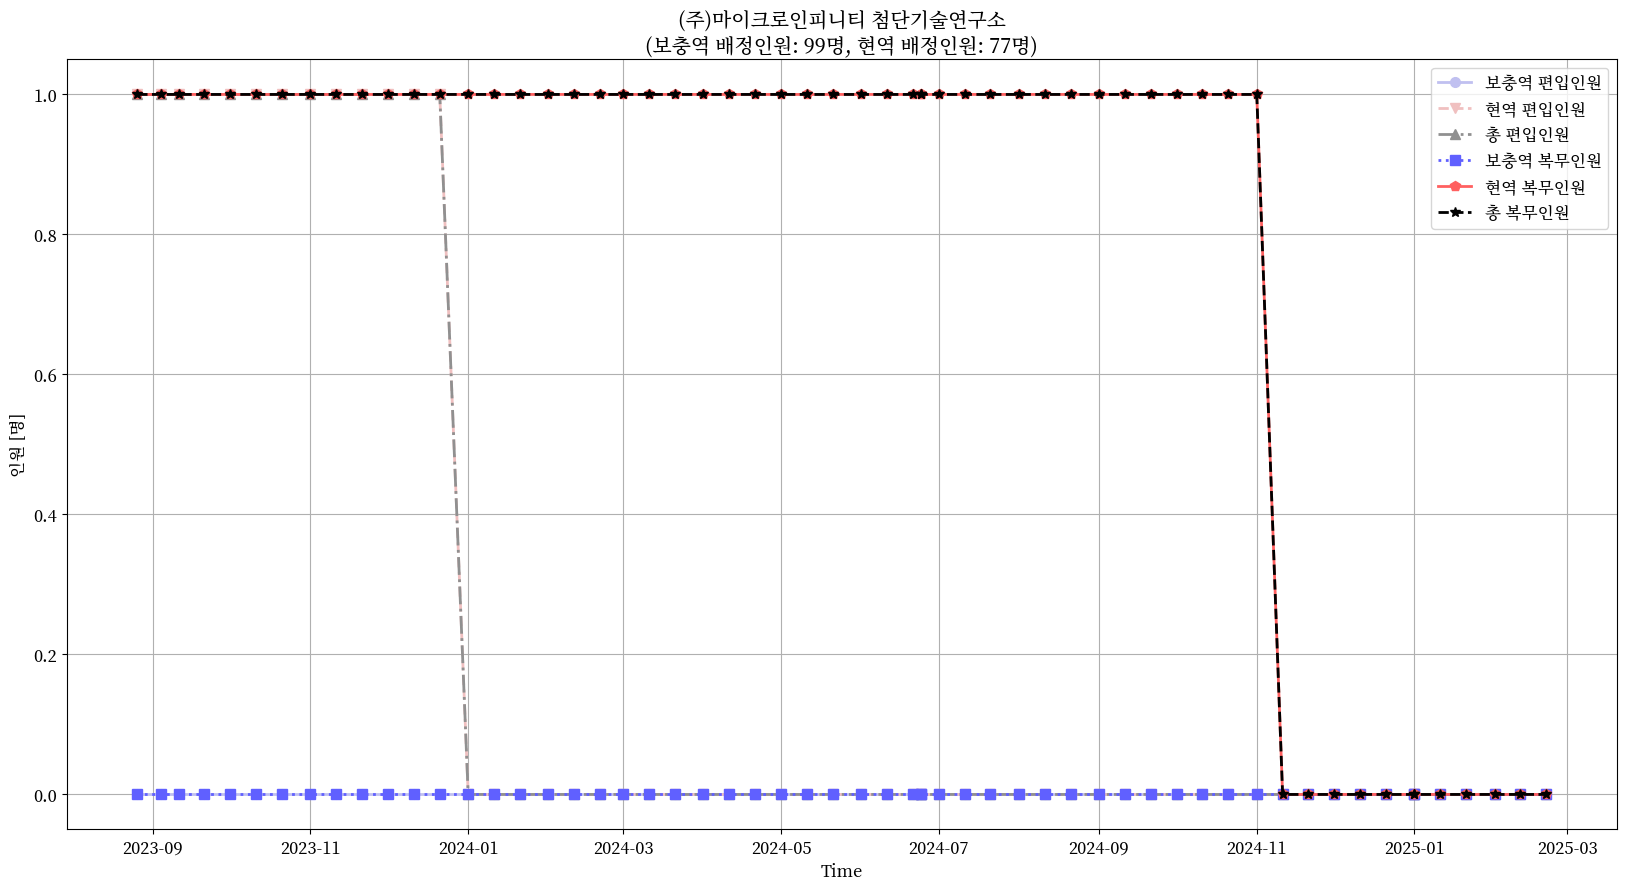 (주)마이크로인피니티 첨단기술연구소
(보충역 배정인원: 99명, 현역 배정인원: 77명)
보충역 편입인원
현역 편입인원
총 편입인원
보충역 복무인원
현역 복무인원
총 복무인원
인원 [명]
1.0
0.8
0.6
0.4
0.2
0.0
2023-09
2023-11
2024-01
2024-03
2024-05
2024-07
2024-09
2024-11
2025-01
2025-03
Time